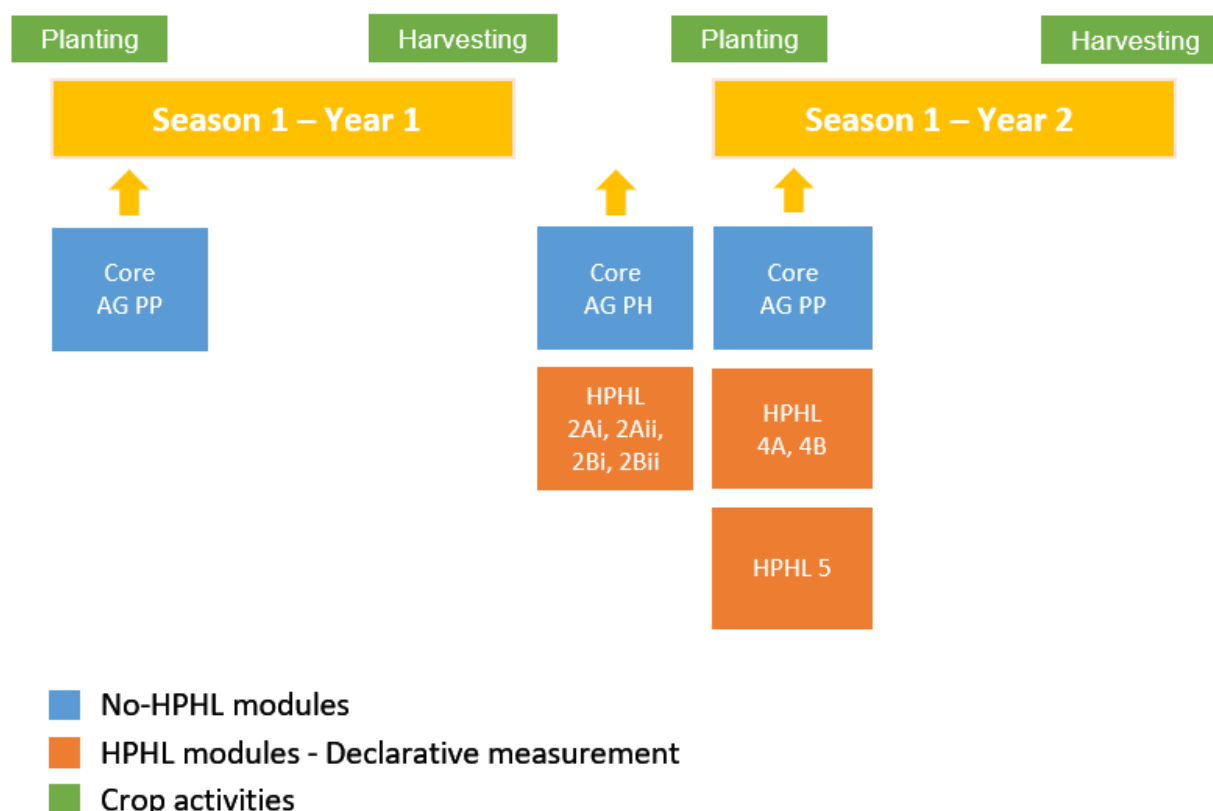 Planting
Harvesting
Planting
Harvesting
Season 1 – Year 1
Season 1 – Year 2
Core
AG PP
Core
AG PH
Core
AG PP
HPHL
2Ai, 2Aii,
2Bi, 2Bii
HPHL
4A, 4B
HPHL 5
No-HPHL modules
HPHL modules - Declarative measurement
Crop activities